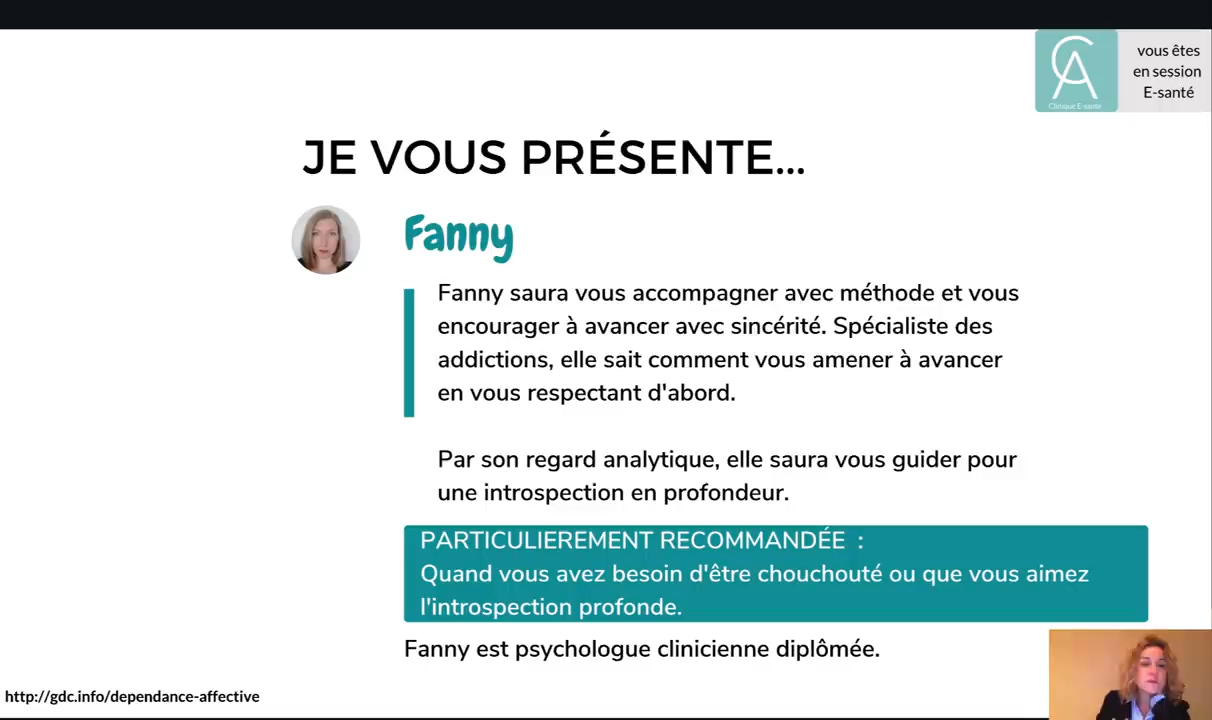 CA
Clinique E-sante
vous êtes
en session
E-santé
JE VOUS PRÉSENTE...
Fanny
Fanny saura vous accompagner avec méthode et vous
encourager à avancer avec sincérité. Spécialiste des
addictions, elle sait comment vous amener à avancer
en vous respectant d'abord.
Par son regard analytique, elle saura vous guider pour
une introspection en profondeur.
PARTICULIEREMENT RECOMMANDÉE :
Quand vous avez besoin d'être chouchouté ou que vous aimez
l'introspection profonde.
Fanny est psychologue clinicienne diplômée.
http://gdc.info/dependance-affective